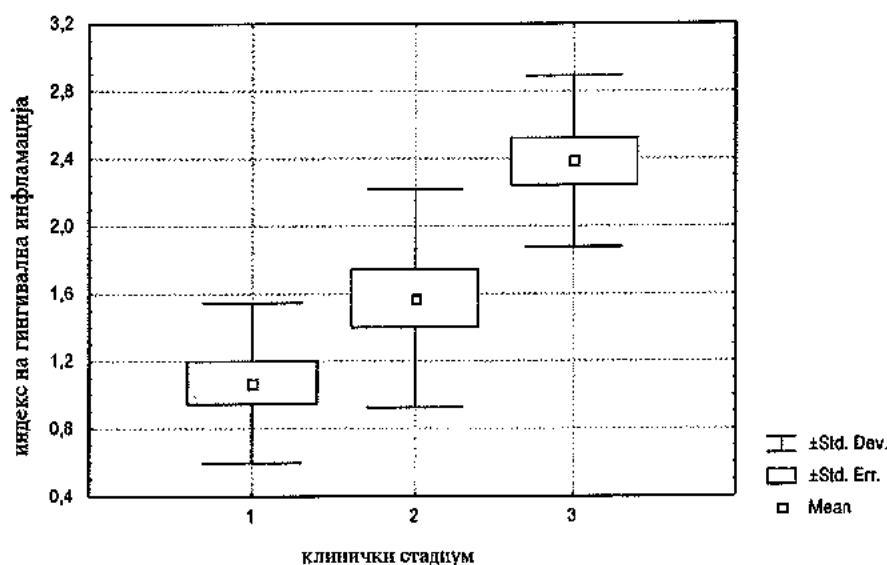 индекс на гингивална инфламација
3,2
2,8
2,4
2,0
1,6
1,2
0,8
0,4
1 2 3
клинички стадиум
±Std. Dev.
±Std. Err.
Mean